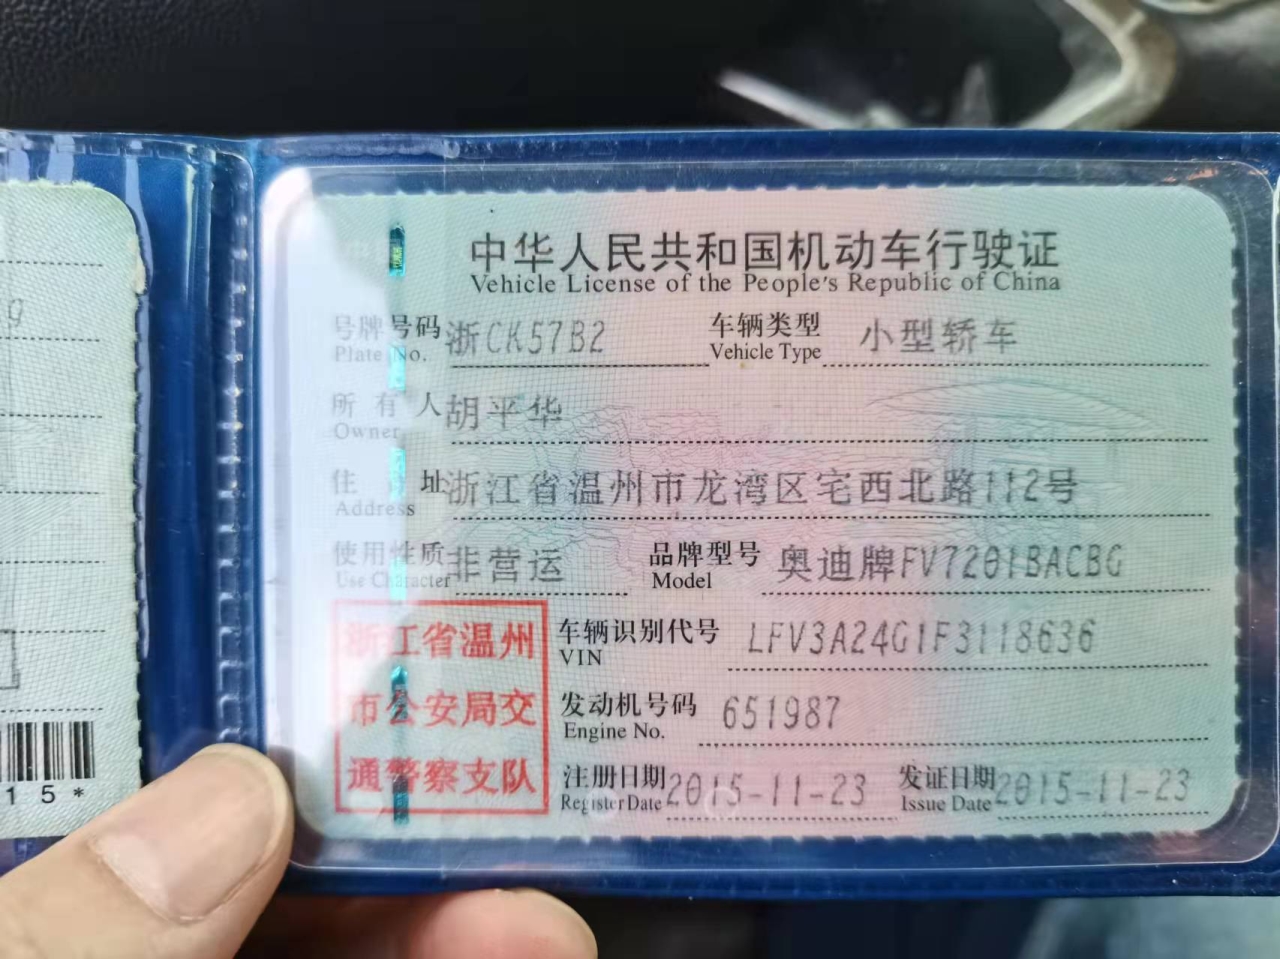 中华人民共和国机动车行驶证
Vehicle License of the People's Republic of China
号牌号码 浙CK57B2 车辆类型 小型轿车
Plate No. Vehicle Type
所有人 胡平华
Owner
住址 浙江省温州市龙湾区宅西北路112号
Address
使用性质 非营运 品牌型号 奥迪牌FV7201BACBG
Use Character Model
浙江省温州
市公安局交
通警察支队
车辆识别代号 LFV3A24G1F3118636
VIN
发动机号码 651987
Engine No.
注册日期 2015-11-23 发证日期 2015-11-23
Register Date Issue Date
9
15*